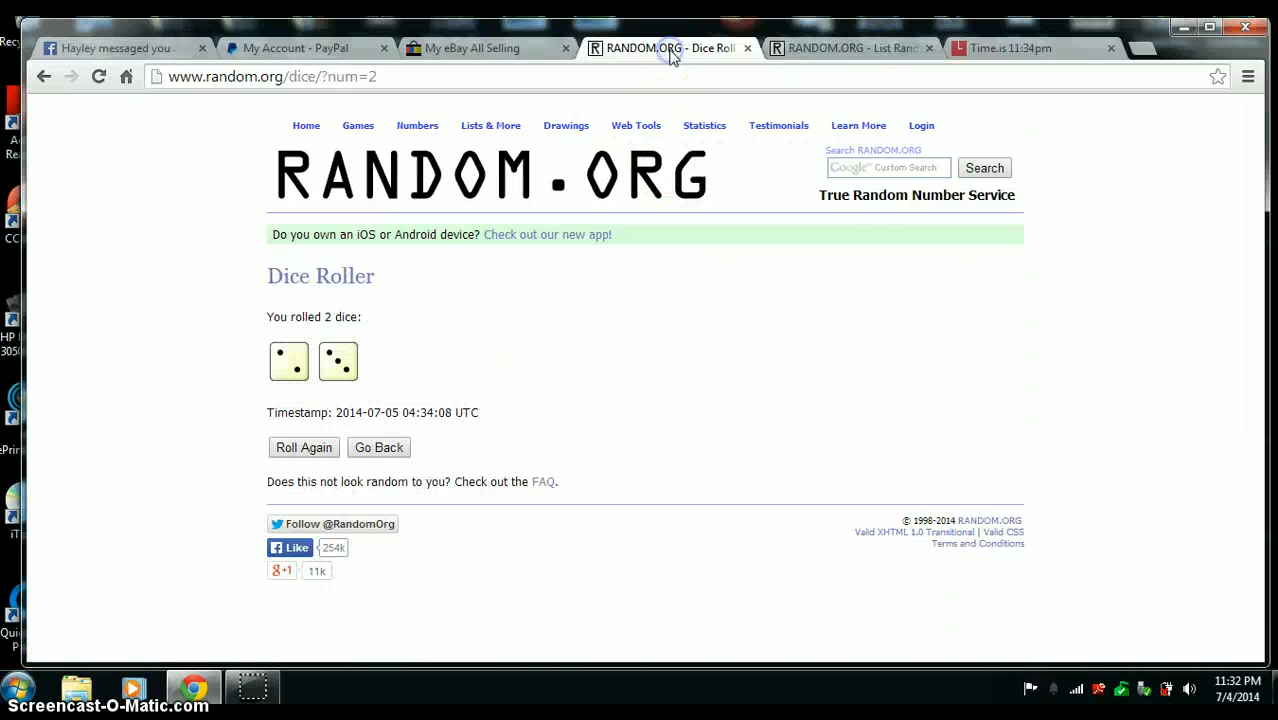 Hayley messaged you
My Account - PayPal
My eBay All Selling
RANDOM.ORG - Dice Roll
RANDOM.ORG - List Rand
Time.is 11:34pm
www.random.org/dice/?num=2
Home Games Numbers Lists & More Drawings Web Tools Statistics Testimonials Learn More Login
RANDOM.ORG
Search RANDOM.ORG
Google™ Custom Search Search
True Random Number Service
Do you own an iOS or Android device? Check out our new app!
Dice Roller
You rolled 2 dice:
Timestamp: 2014-07-05 04:34:08 UTC
Roll Again Go Back
Does this not look random to you? Check out the FAQ.
Follow @RandomOrg
Like 254k
g+1 11k
© 1998-2014 RANDOM.ORG
Valid XHTML 1.0 Transitional | Valid CSS
Terms and Conditions
11:32 PM
7/4/2014
Screencast-O-Matic.com